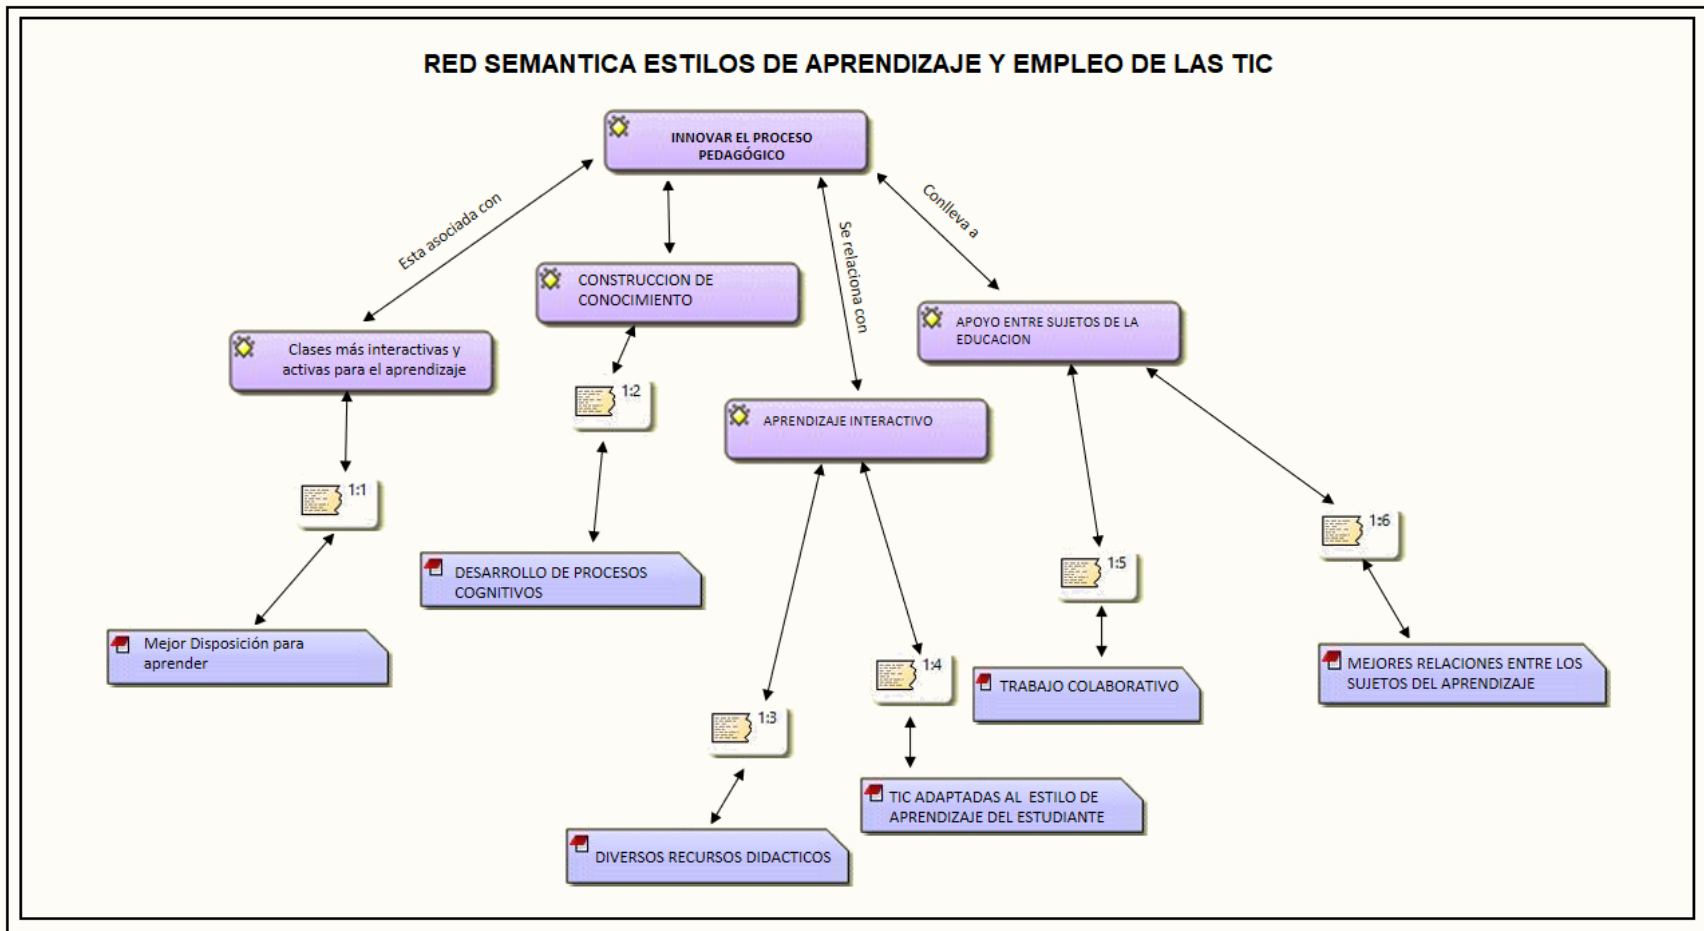 RED SEMANTICA ESTILOS DE APRENDIZAJE Y EMPLEO DE LAS TIC
INNOVAR EL PROCESO
PEDAGÓGICO
Esta asociada con
Se relaciona con
Conlleva a
CONSTRUCCION DE
CONOCIMIENTO
APOYO ENTRE SUJETOS DE LA
EDUCACION
Clases más interactivas y
activas para el aprendizaje
1:2
APRENDIZAJE INTERACTIVO
1:1
1:6
1:5
DESARROLLO DE PROCESOS
COGNITIVOS
Mejor Disposición para
aprender
1:4
MEJORES RELACIONES ENTRE LOS
SUJETOS DEL APRENDIZAJE
TRABAJO COLABORATIVO
1:3
TIC ADAPTADAS AL ESTILO DE
APRENDIZAJE DEL ESTUDIANTE
DIVERSOS RECURSOS DIDACTICOS